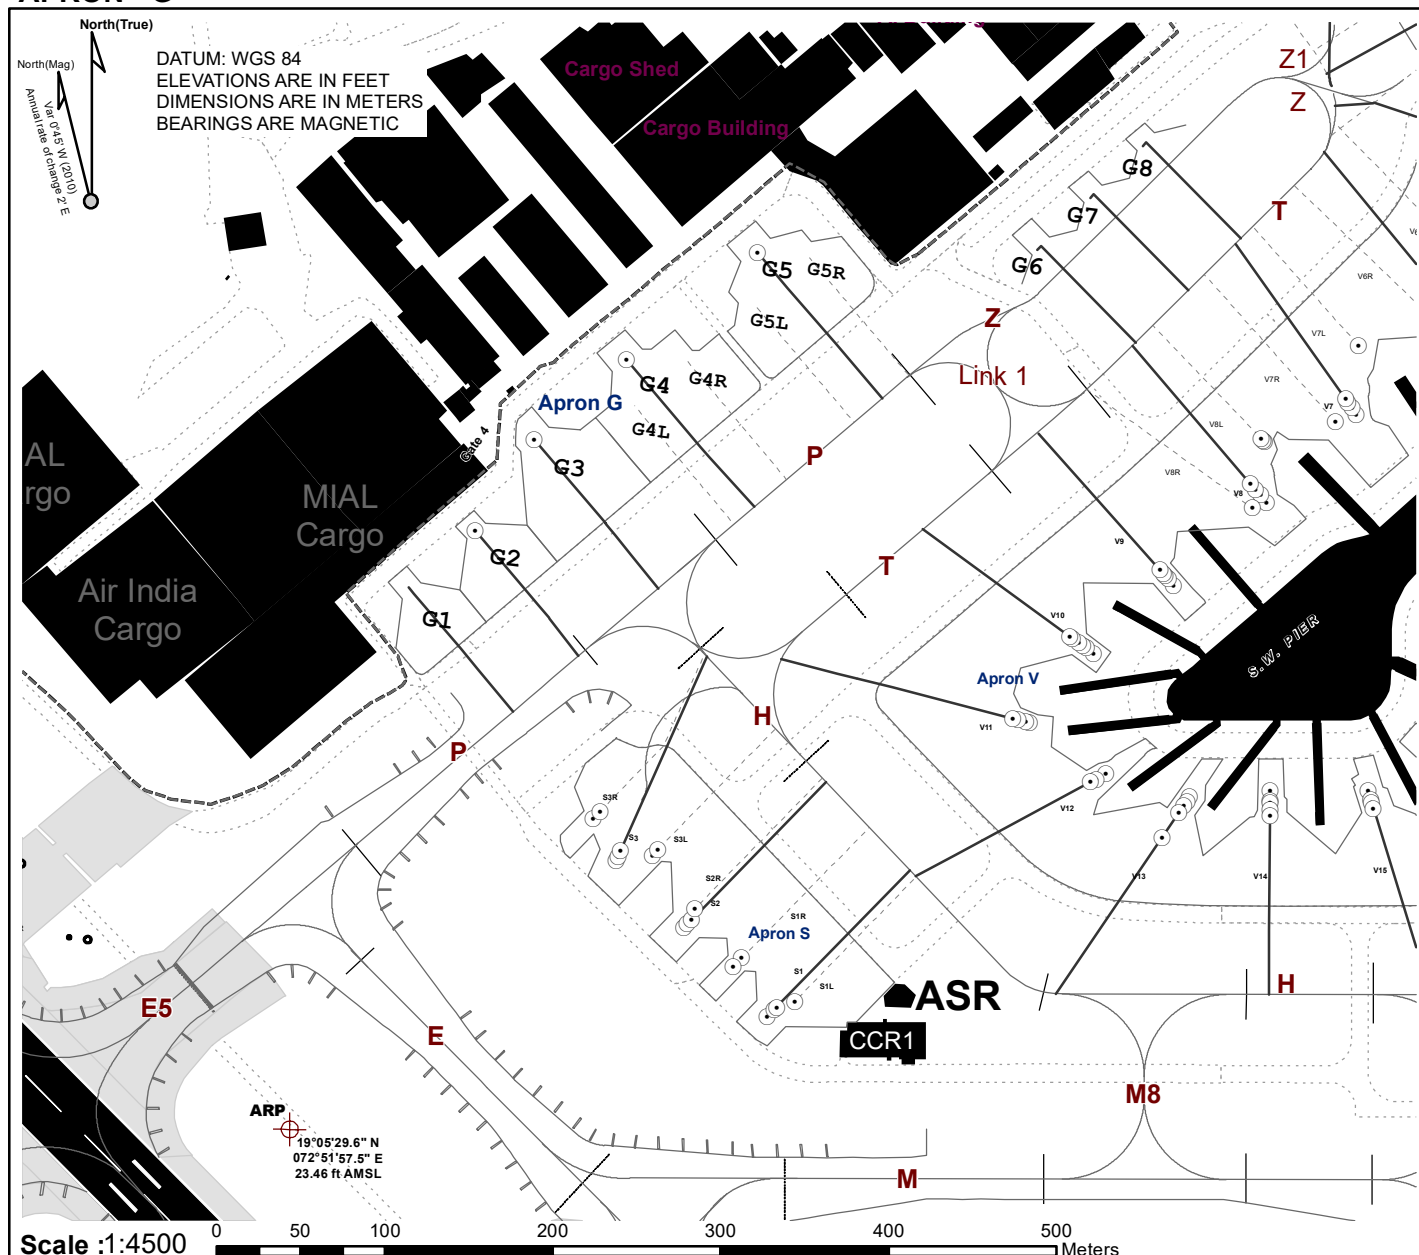 North(True)
North(Mag)
Var 0°45' W (2010)
Annual rate of change 2' E
DATUM: WGS 84
ELEVATIONS ARE IN FEET
DIMENSIONS ARE IN METERS
BEARINGS ARE MAGNETIC
Cargo Shed
Cargo Building
Z1
Z
G8
G7
G6
T
V6R
V7L
V7R
V7
V8L
V8R
V8
G5
G5R
G5L
Z
Link 1
G4
G4R
G4L
Apron G
Gate 4
G3
P
AL
rgo
MIAL
Cargo
Air India
Cargo
G2
G1
T
V9
V10
S.W. PIER
Apron V
V11
H
P
V12
V13
V14
V15
S3R
S3
S3L
S2R
S2
S1R
Apron S
S1
S1L
ASR
CCR1
H
E5
E
M8
ARP
19°05'29.6" N
072°51'57.5" E
23.46 ft AMSL
M
Scale :1:4500
0 50 100 200 300 400 500
Meters